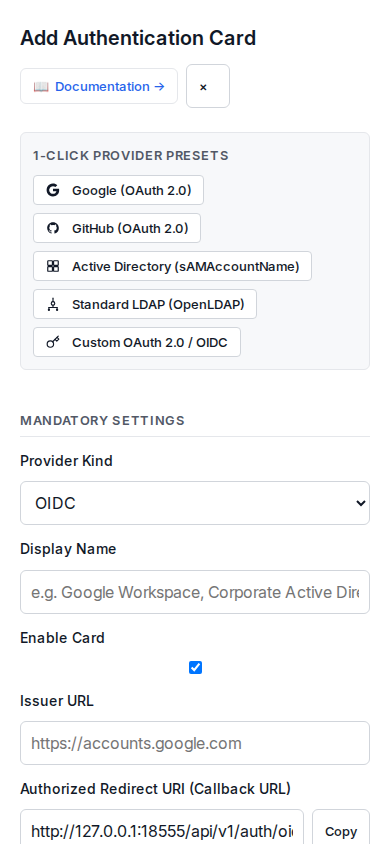 Add Authentication Card
📖 Documentation →
×
1-CLICK PROVIDER PRESETS
Google (OAuth 2.0)
GitHub (OAuth 2.0)
Active Directory (sAMAccountName)
Standard LDAP (OpenLDAP)
Custom OAuth 2.0 / OIDC
MANDATORY SETTINGS
Provider Kind
OIDC
Display Name
e.g. Google Workspace, Corporate Active Dire
Enable Card
Issuer URL
https://accounts.google.com
Authorized Redirect URI (Callback URL)
http://127.0.0.1:18555/api/v1/auth/oi Copy